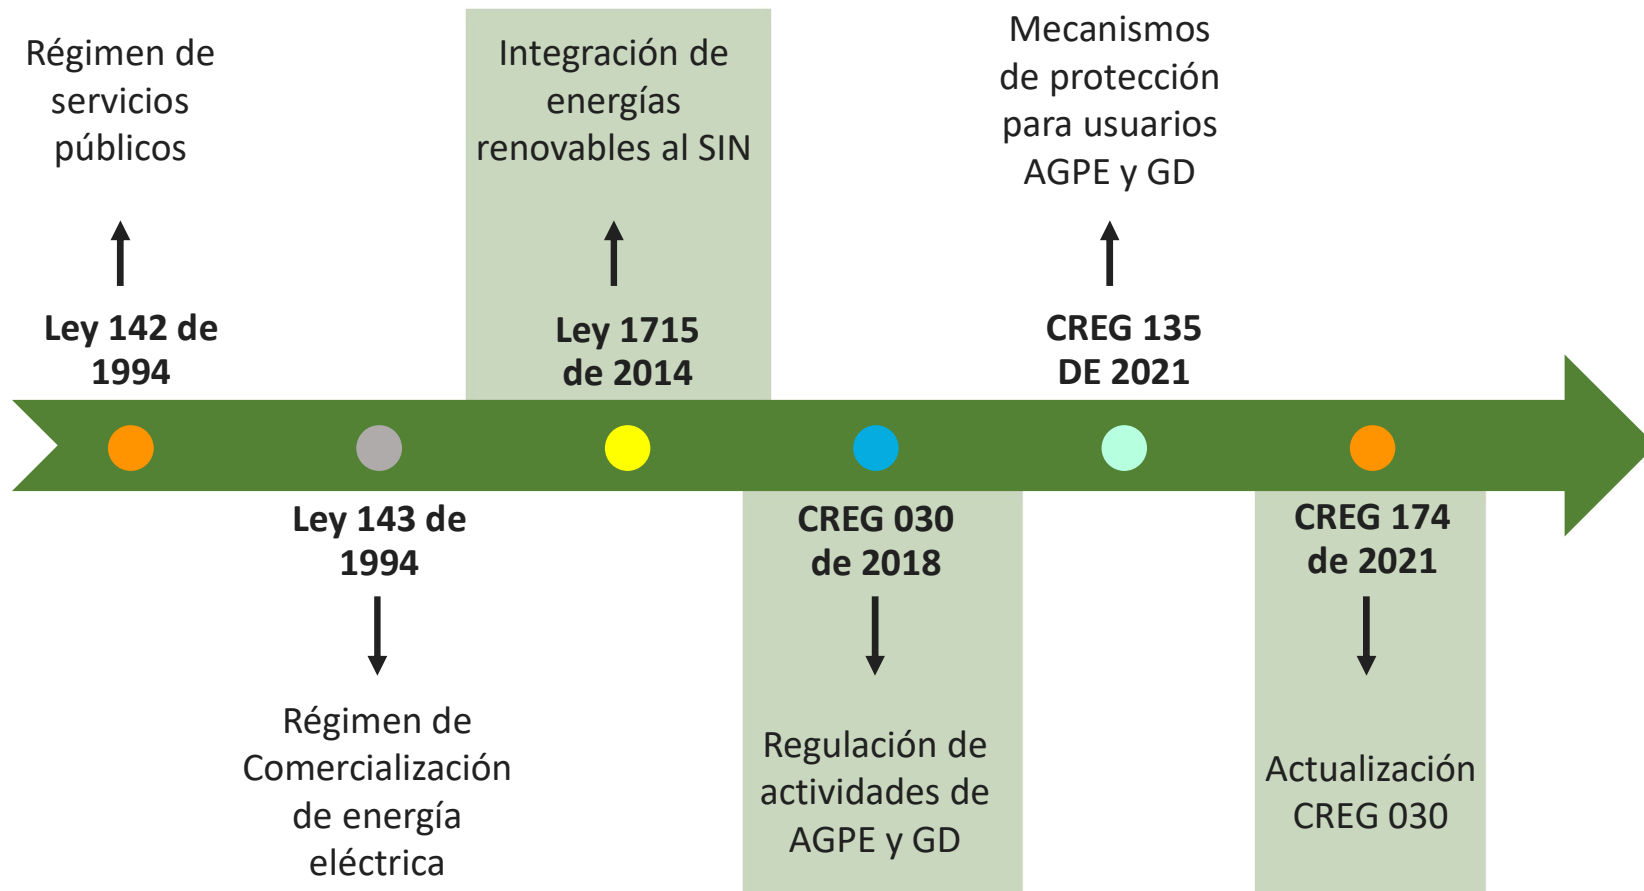 Régimen de
servicios
públicos
Ley 142 de
1994
Ley 143 de
1994
Régimen de
Comercialización
de energía
eléctrica
Integración de
energías
renovables al SIN
Ley 1715
de 2014
CREG 030
de 2018
Regulación de
actividades de
AGPE y GD
Mecanismos
de protección
para usuarios
AGPE y GD
CREG 135
DE 2021
CREG 174
de 2021
Actualización
CREG 030